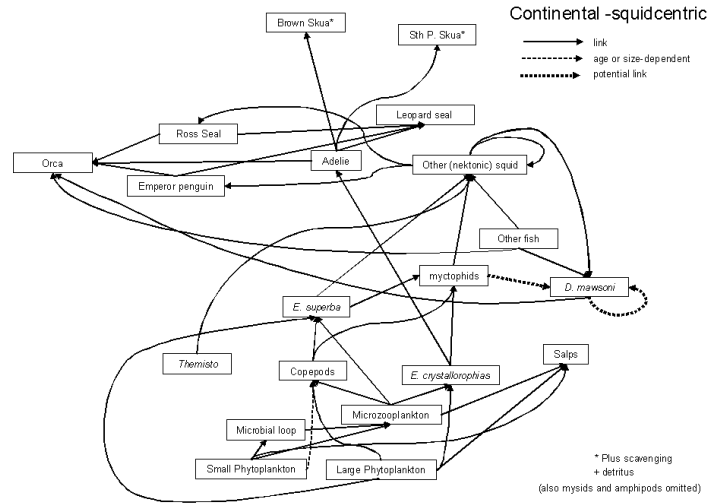 Continental -squidcentric
Brown Skua*
Sth P. Skua*
link
age or size-dependent
potential link
Leopard seal
Ross Seal
Orca
Adelie
Other (nektonic) squid
Emperor penguin
Other fish
myctophids
D. mawsoni
E. superba
Themisto
Copepods
E. crystallorophias
Salps
Microzooplankton
Microbial loop
Small Phytoplankton
Large Phytoplankton
* Plus scavenging
+ detritus
(also mysids and amphipods omitted)